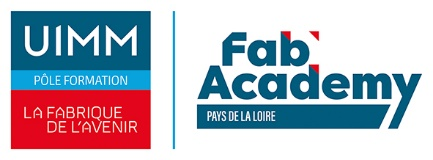 UIMM
PÔLE FORMATION
LA FABRIQUE
DE L'AVENIR
Fab'
Academy
PAYS DE LA LOIRE